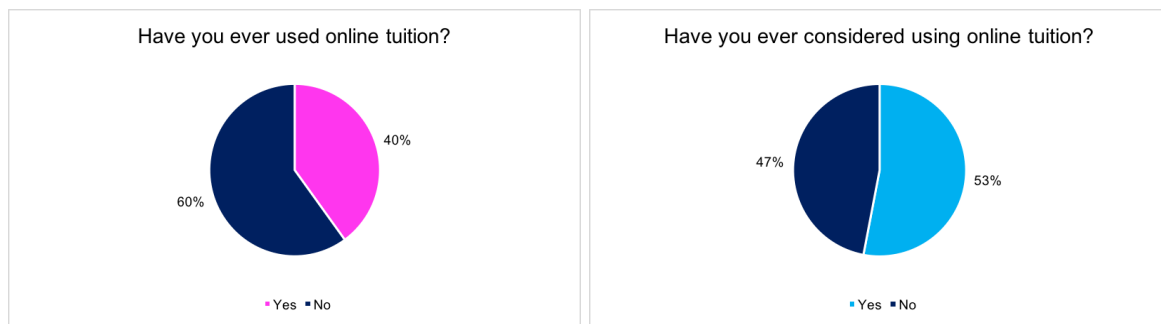 Have you ever used online tuition?
40%
60%
Yes No
Have you ever considered using online tuition?
47%
53%
Yes No